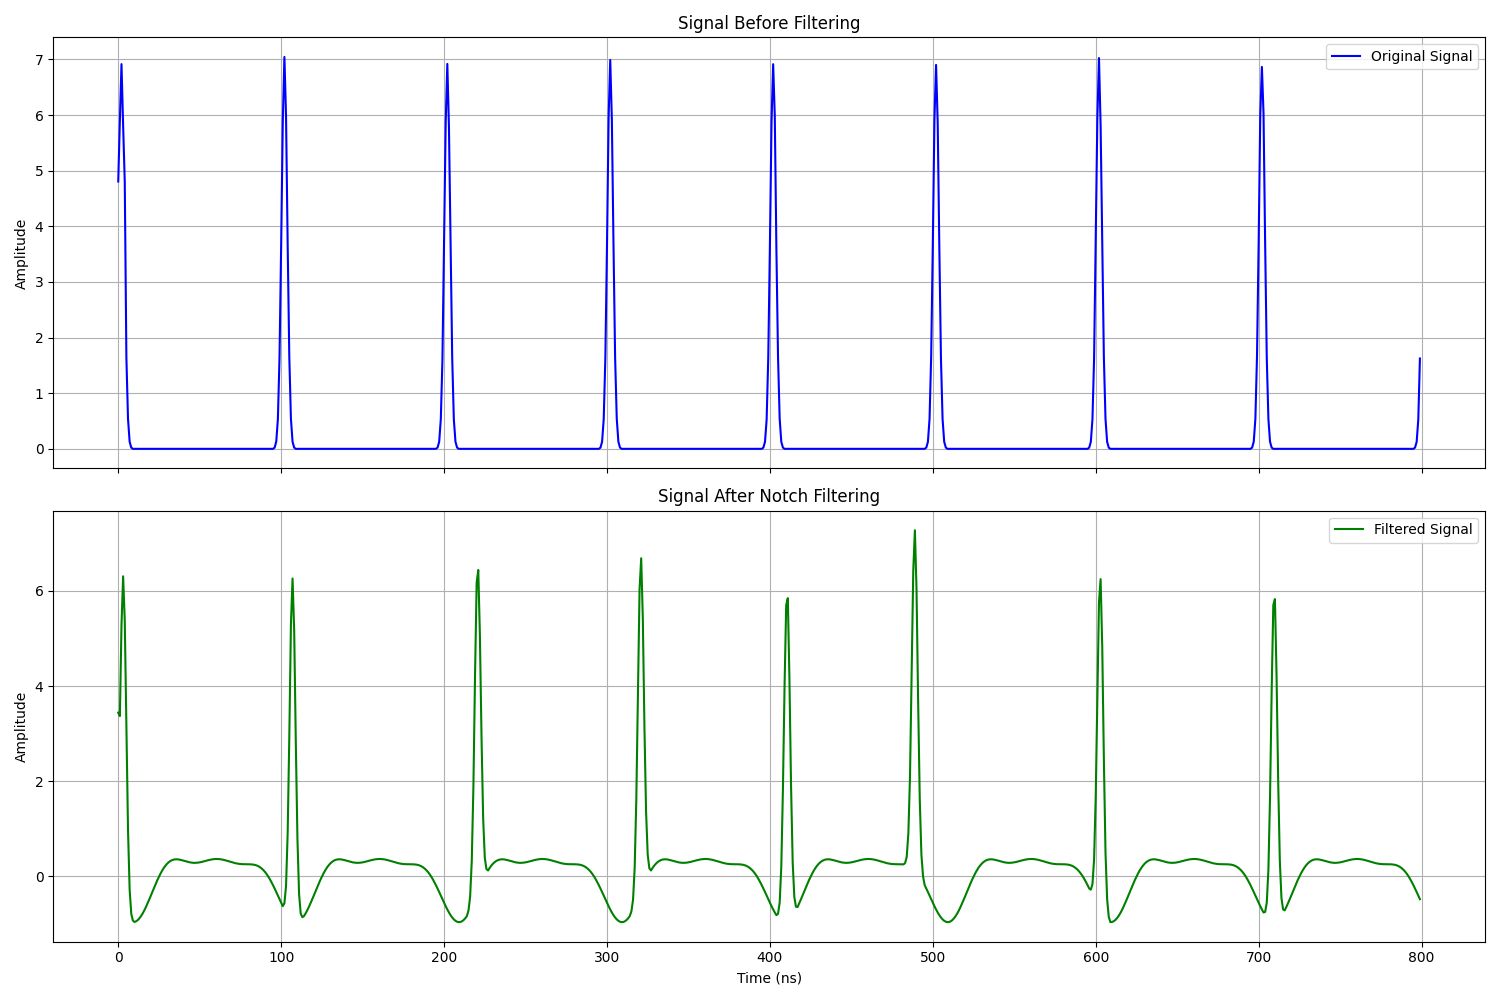 Signal Before Filtering
Original Signal
Amplitude
7
6
5
4
3
2
1
0
Signal After Notch Filtering
Filtered Signal
Amplitude
6
4
2
0
0 100 200 300 400 500 600 700 800
Time (ns)